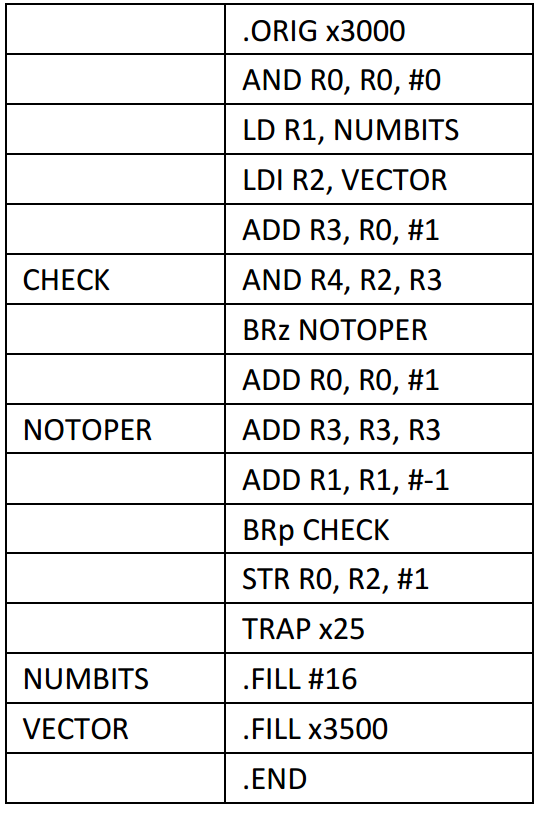 .ORIG x3000
AND R0, R0, #0
LD R1, NUMBITS
LDI R2, VECTOR
ADD R3, R0, #1
CHECK AND R4, R2, R3
BRz NOTOPER
ADD R0, R0, #1
NOTOPER ADD R3, R3, R3
ADD R1, R1, #-1
BRp CHECK
STR R0, R2, #1
TRAP x25
NUMBITS .FILL #16
VECTOR .FILL x3500
.END